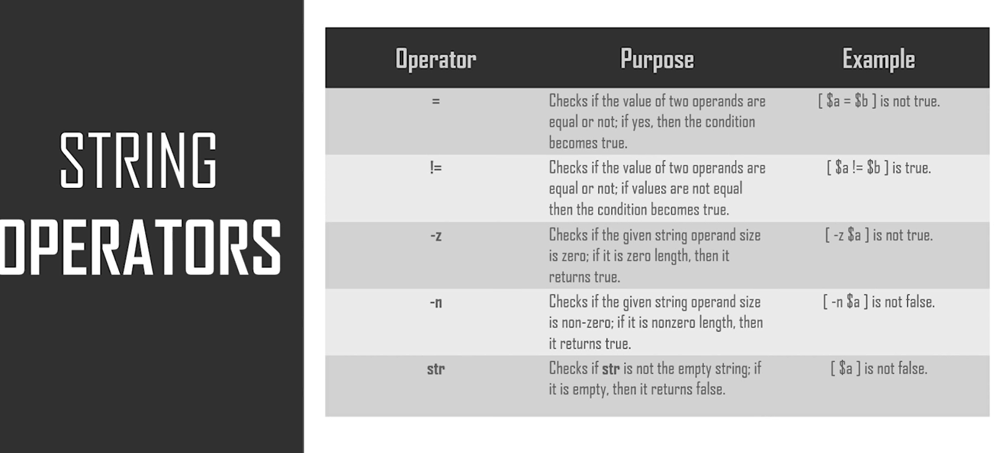 STRING
OPERATORS
Operator Purpose Example
= Checks if the value of two operands are [ $a = $b ] is not true.
equal or not; if yes, then the condition
becomes true.
!= Checks if the value of two operands are [ $a != $b ] is true.
equal or not; if values are not equal
then the condition becomes true.
-z Checks if the given string operand size [ -z $a ] is not true.
is zero; if it is zero length, then it
returns true.
-n Checks if the given string operand size [ -n $a ] is not false.
is non-zero; if it is nonzero length, then
it returns true.
str Checks if str is not the empty string; if [ $a ] is not false.
it is empty, then it returns false.